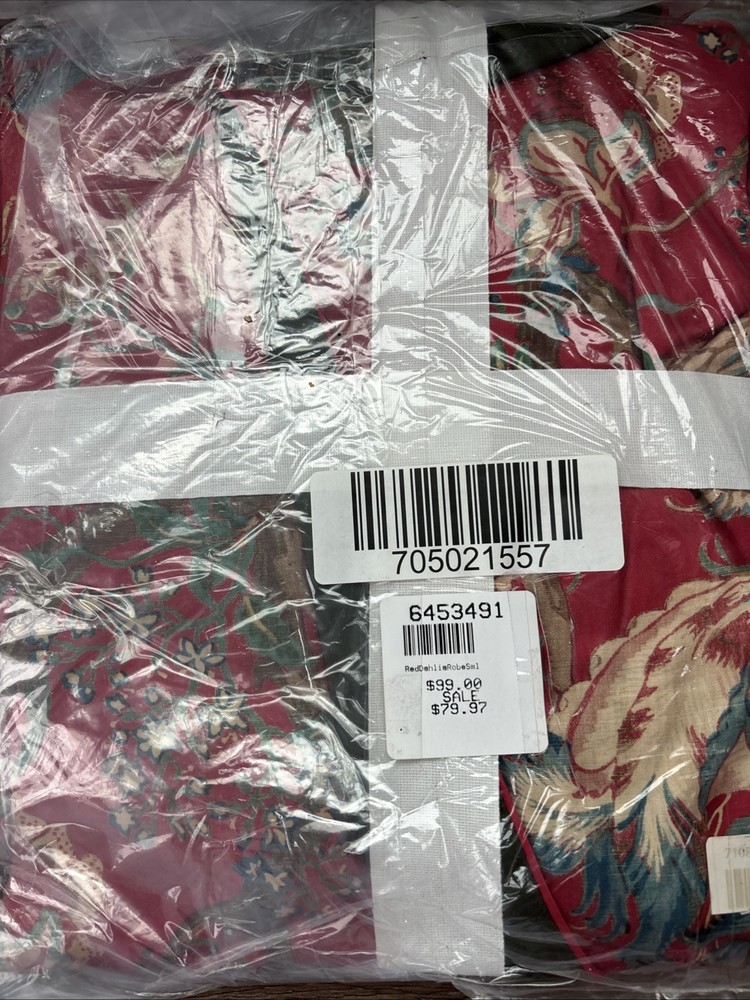 705021557
6453491
RedDahliaRobeSml
$99.00
SALE
$79.97